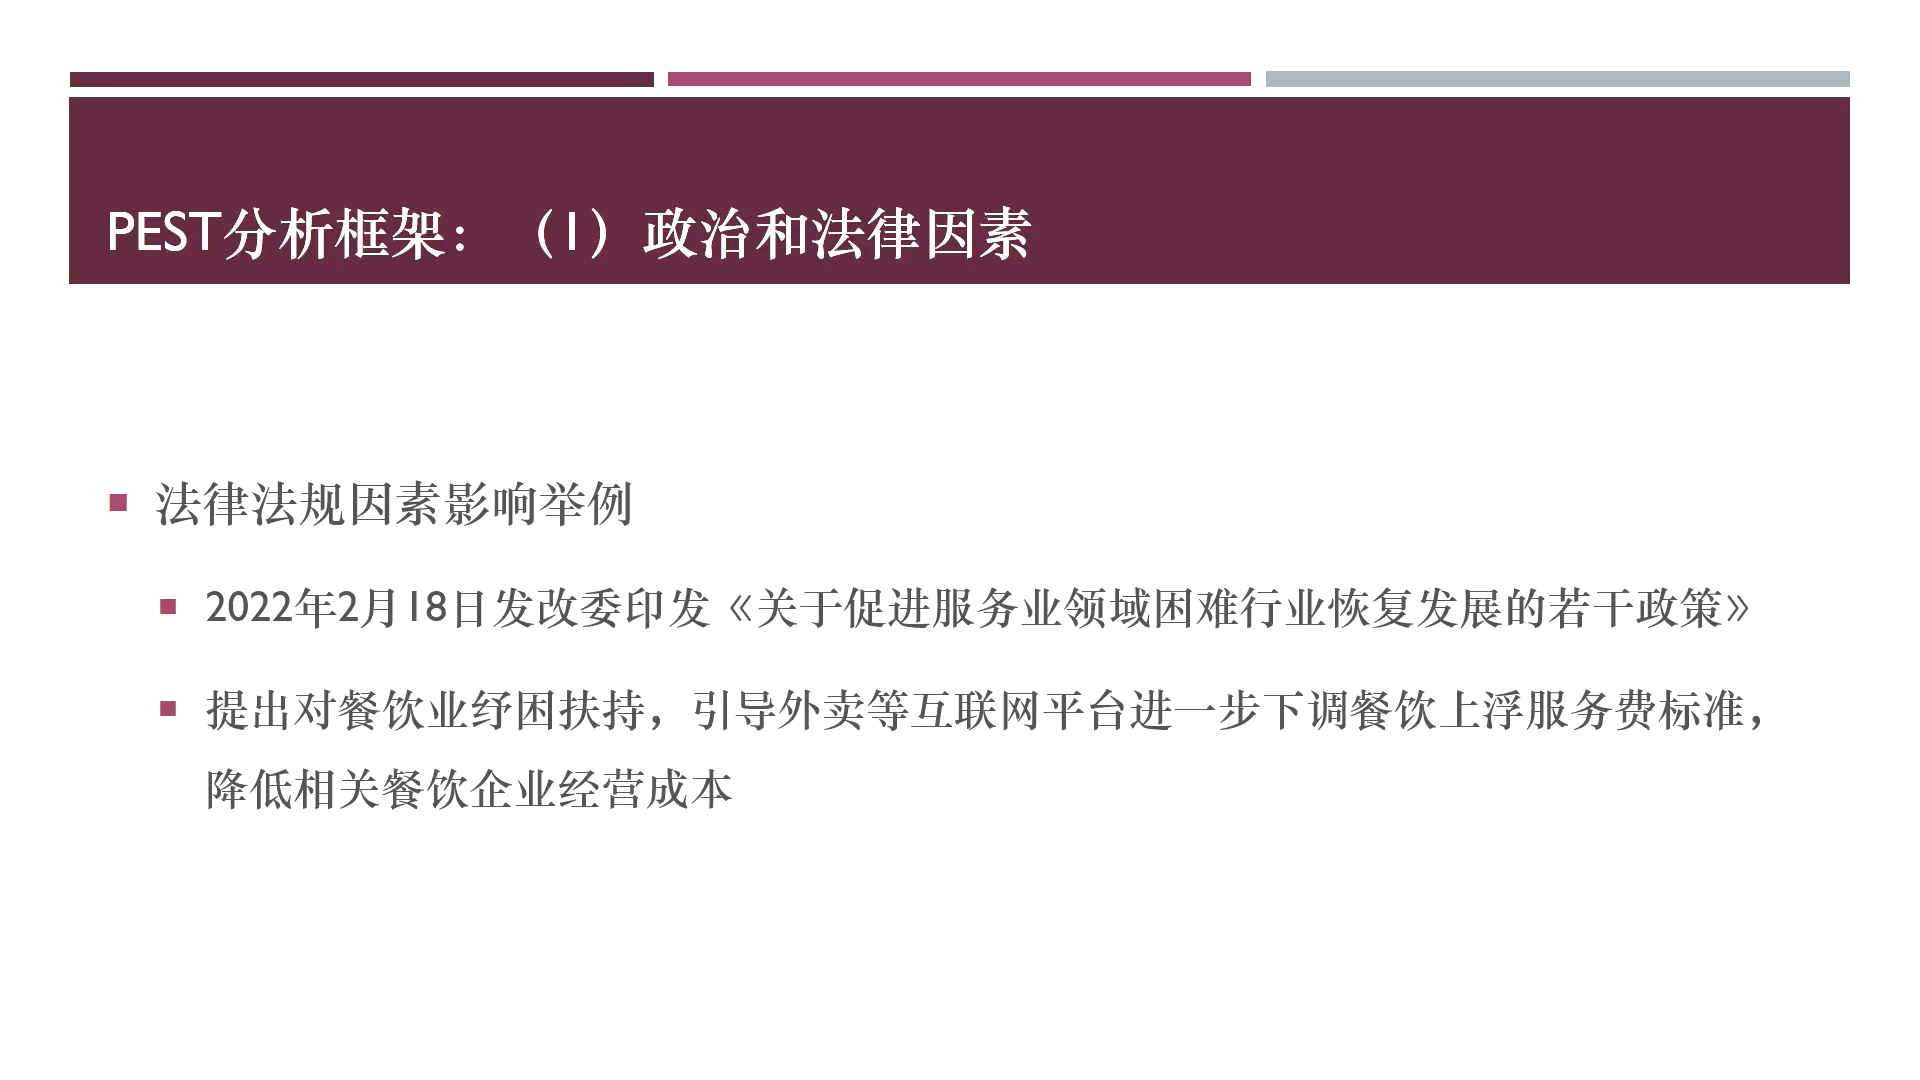 PEST分析框架：（1）政治和法律因素
法律法规因素影响举例
2022年2月18日发改委印发《关于促进服务业领域困难行业恢复发展的若干政策》
提出对餐饮业纾困扶持，引导外卖等互联网平台进一步下调餐饮上浮服务费标准，
降低相关餐饮企业经营成本